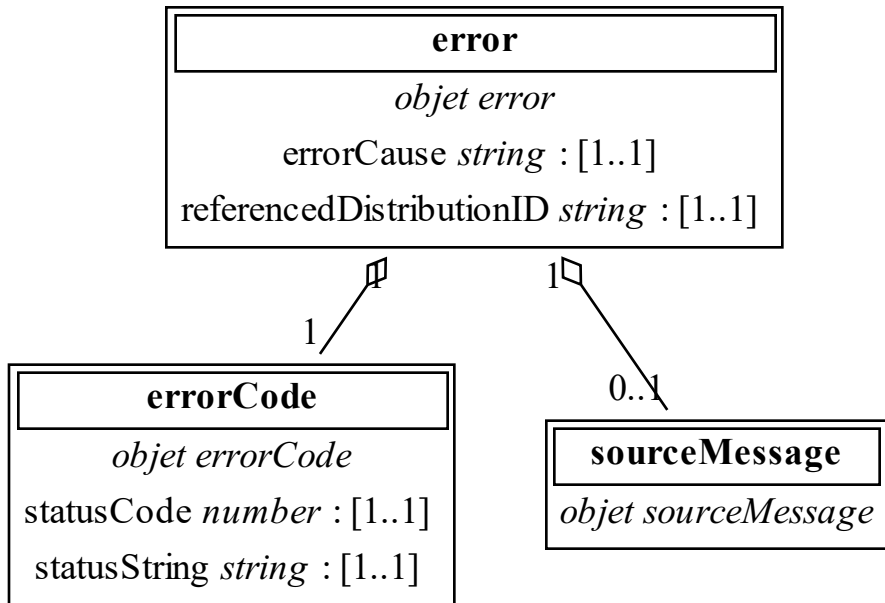 error
objet error
errorCause string : [1..1]
referencedDistributionID string : [1..1]
1
1
1
0..1
errorCode
objet errorCode
statusCode number : [1..1]
statusString string : [1..1]
sourceMessage
objet sourceMessage